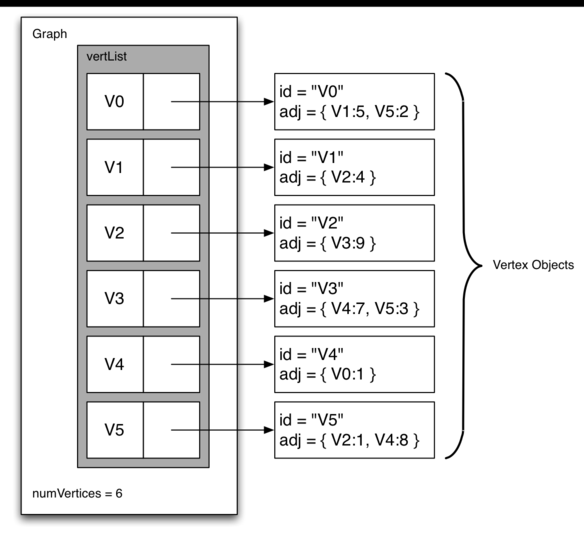 Graph
vertList
V0
id = "V0"
adj = { V1:5, V5:2 }
V1
id = "V1"
adj = { V2:4 }
V2
id = "V2"
adj = { V3:9 }
V3
id = "V3"
adj = { V4:7, V5:3 }
V4
id = "V4"
adj = { V0:1 }
V5
id = "V5"
adj = { V2:1, V4:8 }
Vertex Objects
numVertices = 6